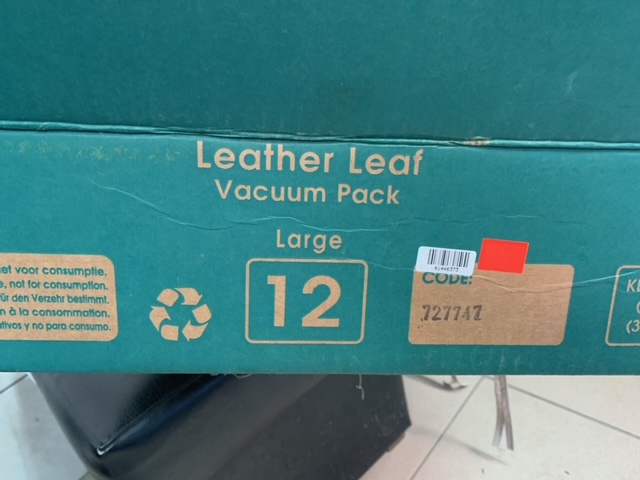 Leather Leaf
Vacuum Pack
Large
12
CODE:
727747
et voor consumptie.
, not for consumption.
ür den Verzehr bestimmt.
n à la consommation.
ativos y no para consumo.